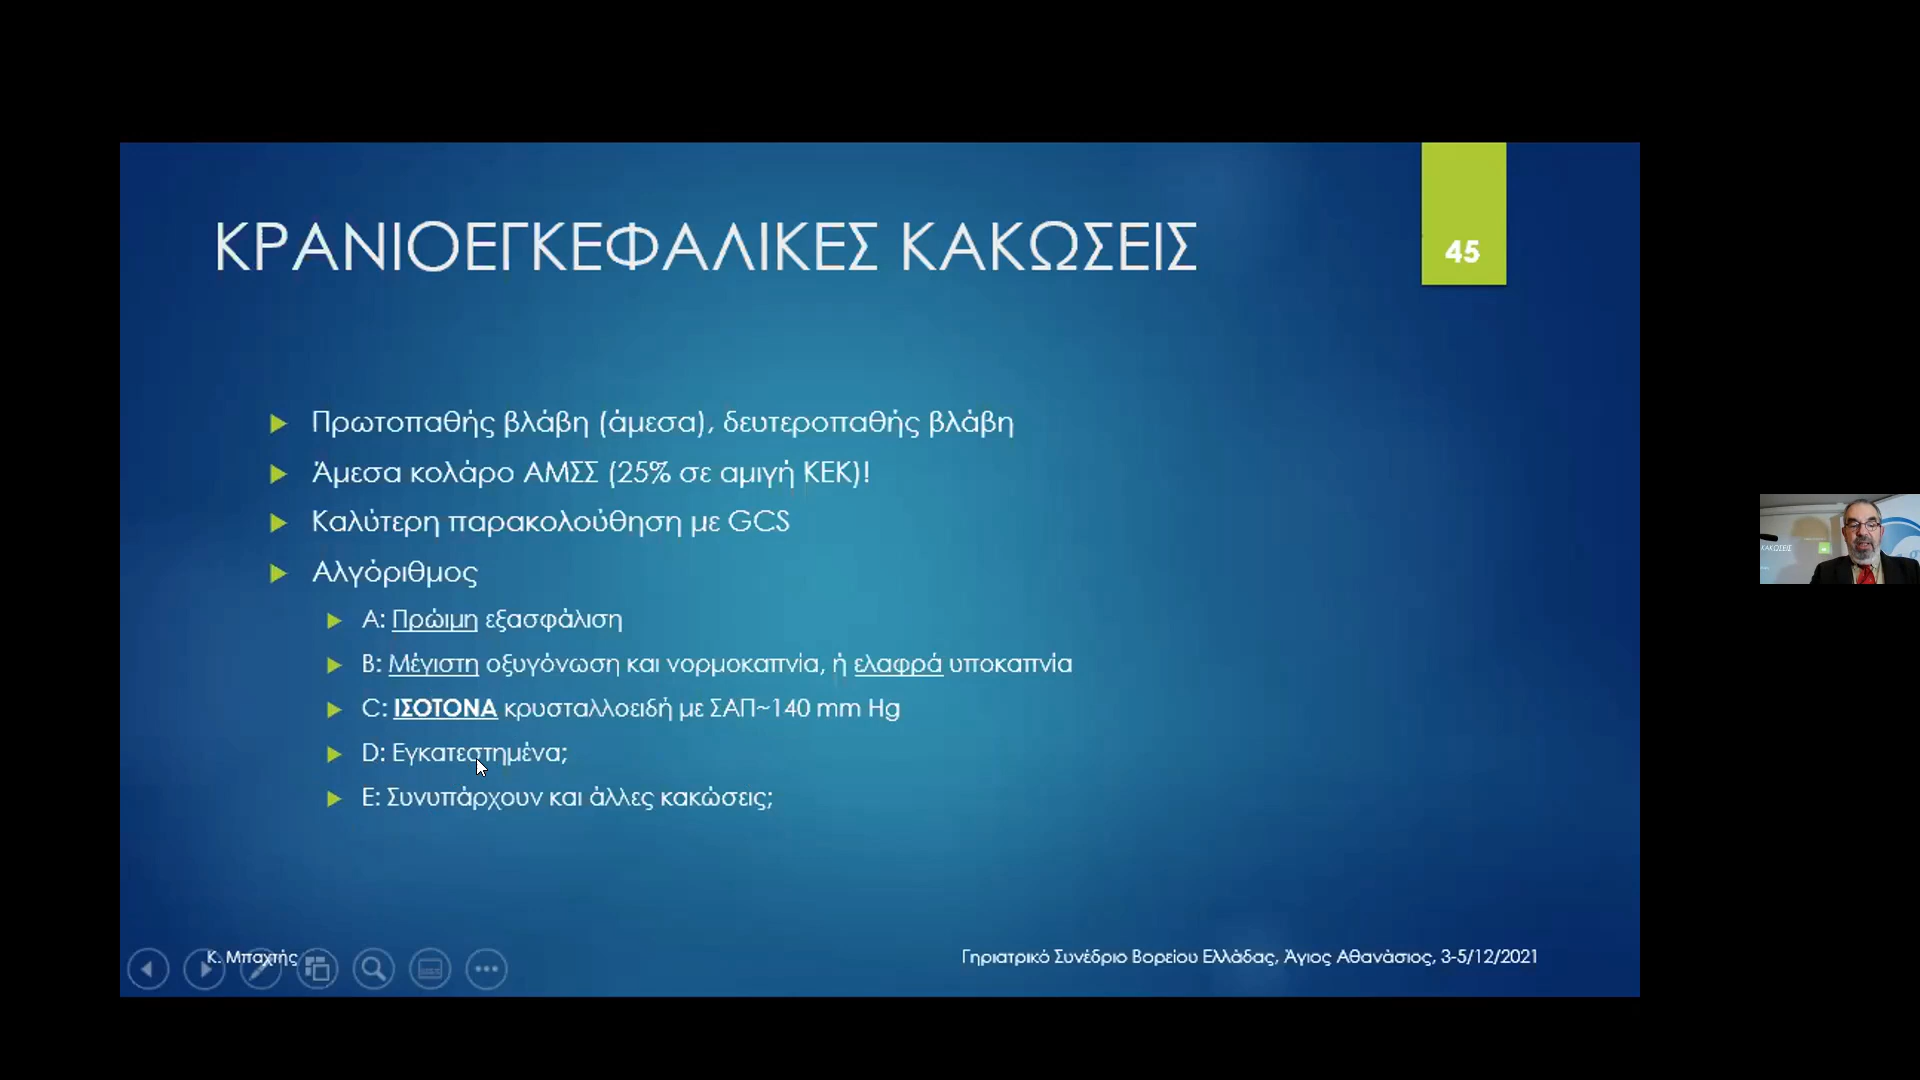 ΚΡΑΝΙΟΕΓΚΕΦΑΛΙΚΕΣ ΚΑΚΩΣΕΙΣ
45
Πρωτοπαθής βλάβη (άμεσα), δευτεροπαθής βλάβη
Άμεσα κολάρο ΑΜΣΣ (25% σε αμιγή ΚΕΚ)!
Καλύτερη παρακολούθηση με GCS
Αλγόριθμος
A: Πρώιμη εξασφάλιση
B: Μέγιστη οξυγόνωση και νορμοκαπνία, ή ελαφρά υποκαπνία
C: ΙΣΟΤΟΝΑ κρυσταλλοειδή με ΣΑΠ~140 mm Hg
D: Εγκατεστημένα;
E: Συνυπάρχουν και άλλες κακώσεις;
Κ. Μπαχτής
Γηριατρικό Συνέδριο Βορείου Ελλάδας, Άγιος Αθανάσιος, 3-5/12/2021
ΚΑΚΩΣΕΙΣ